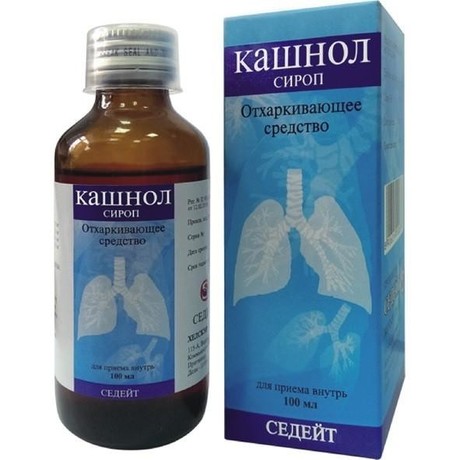 КАШНОЛ
СИРОП
Отхаркивающее
средство
для приема внутрь
100 мл
КАШНОЛ
СИРОП
Отхаркивающее
средство
для приема внутрь
100 мл
СЕДЕЙТ